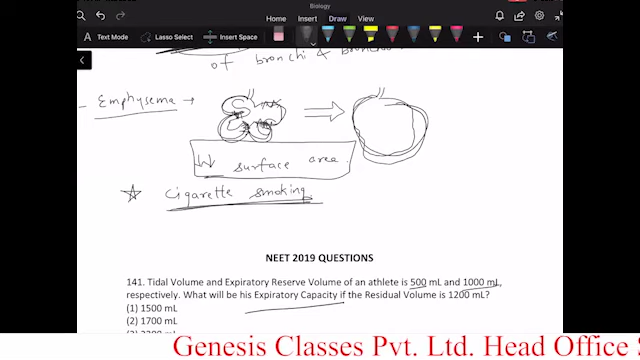 Biology
Home Insert Draw View
Text Mode Lasso Select Insert Space
of bronchi &
- Emphysema →
↓ surface area
☆ Cigarette smoking.
NEET 2019 QUESTIONS
141. Tidal Volume and Expiratory Reserve Volume of an athlete is 500 mL and 1000 mL,
respectively. What will be his Expiratory Capacity if the Residual Volume is 1200 mL?
(1) 1500 mL
(2) 1700 mL
Genesis Classes Pvt. Ltd. Head Office